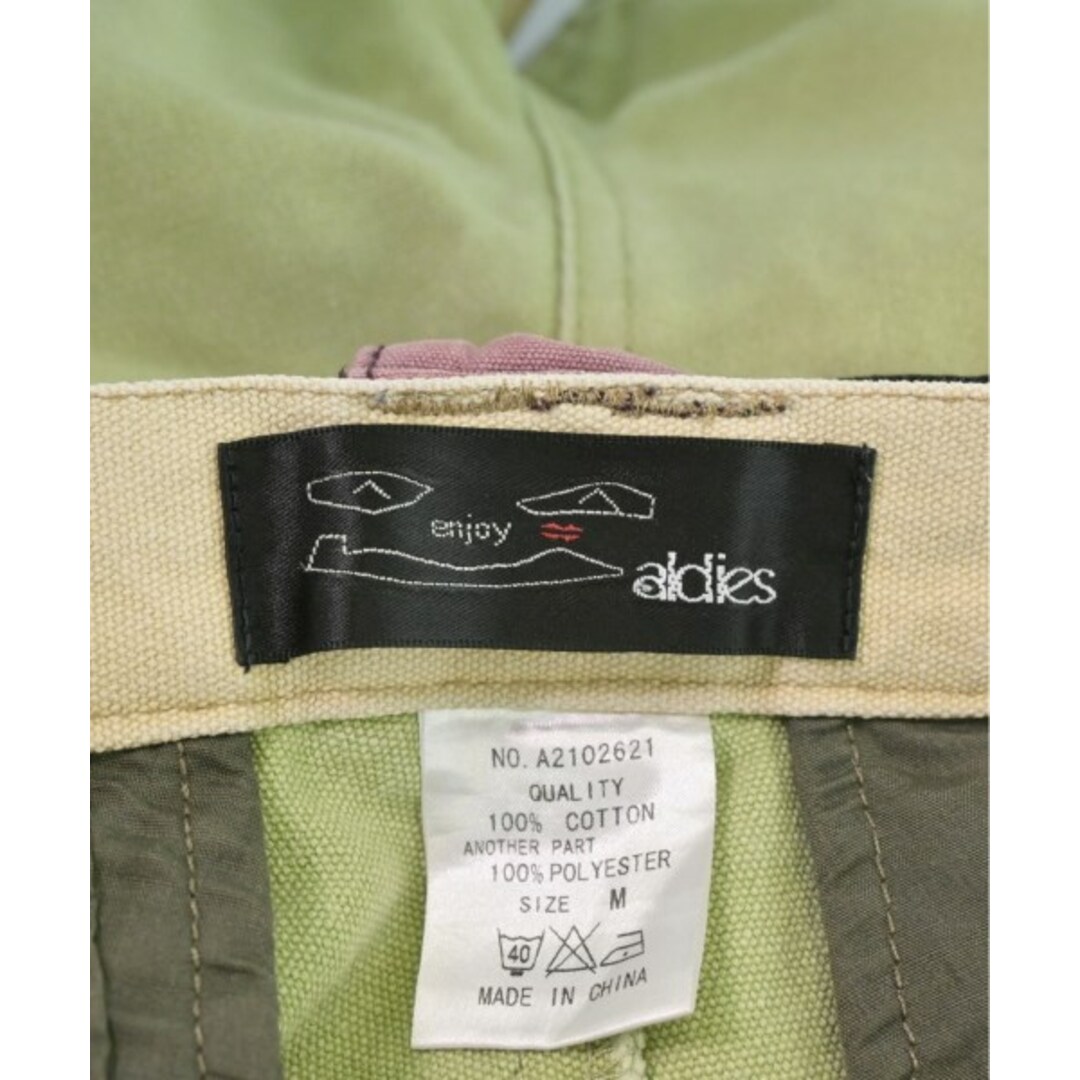 enjoy
aldies
NO. A2102621
QUALITY
100% COTTON
ANOTHER PART
100% POLYESTER
SIZE M
40
MADE IN CHINA